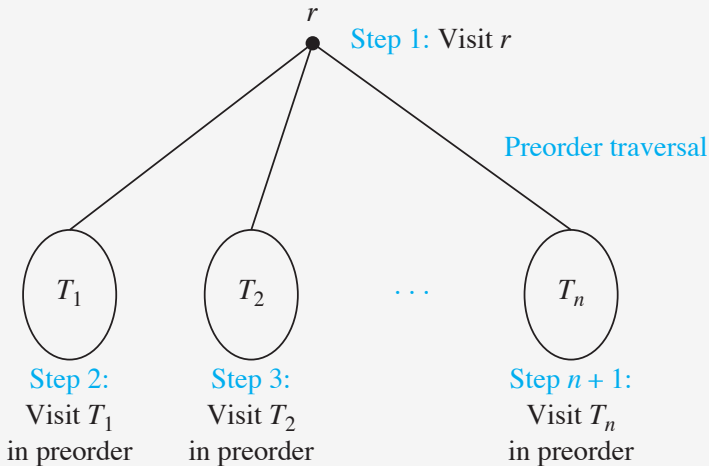 r
Step 1: Visit r
Preorder traversal
T₁
T₂
· · ·
Tₙ
Step 2:
Visit T₁
in preorder
Step 3:
Visit T₂
in preorder
Step n + 1:
Visit Tₙ
in preorder